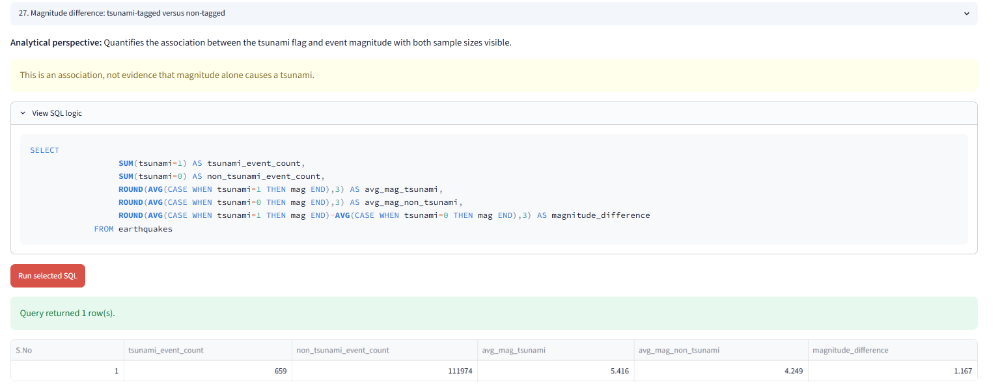 27. Magnitude difference: tsunami-tagged versus non-tagged
Analytical perspective: Quantifies the association between the tsunami flag and event magnitude with both sample sizes visible.
This is an association, not evidence that magnitude alone causes a tsunami.
View SQL logic
SELECT
SUM(tsunami=1) AS tsunami_event_count,
SUM(tsunami=0) AS non_tsunami_event_count,
ROUND(AVG(CASE WHEN tsunami=1 THEN mag END),3) AS avg_mag_tsunami,
ROUND(AVG(CASE WHEN tsunami=0 THEN mag END),3) AS avg_mag_non_tsunami,
ROUND(AVG(CASE WHEN tsunami=1 THEN mag END)-AVG(CASE WHEN tsunami=0 THEN mag END),3) AS magnitude_difference
FROM earthquakes
Run selected SQL
Query returned 1 row(s).
S.No tsunami_event_count non_tsunami_event_count avg_mag_tsunami avg_mag_non_tsunami magnitude_difference
1 659 111974 5.416 4.249 1.167